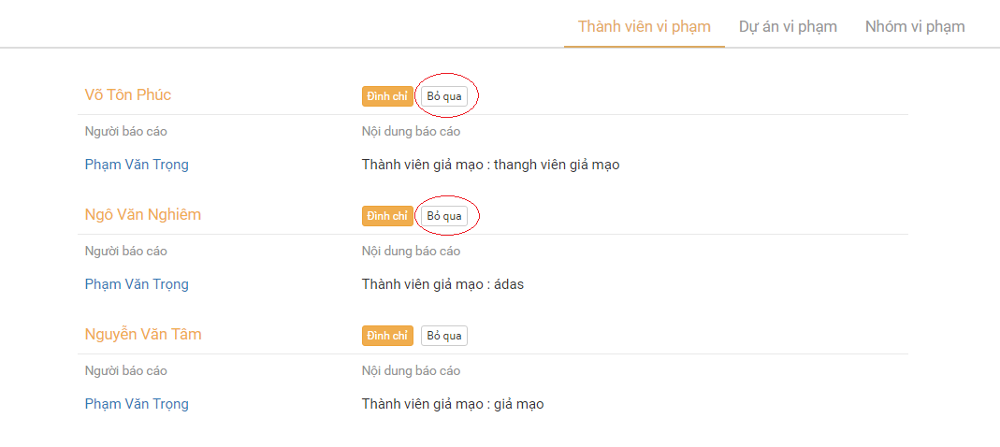 Thành viên vi phạm Dự án vi phạm Nhóm vi phạm
Võ Tôn Phúc Đình chỉ Bỏ qua
Người báo cáo Nội dung báo cáo
Phạm Văn Trọng Thành viên giả mạo : thangh viên giả mạo
Ngô Văn Nghiêm Đình chỉ Bỏ qua
Người báo cáo Nội dung báo cáo
Phạm Văn Trọng Thành viên giả mạo : ádas
Nguyễn Văn Tâm Đình chỉ Bỏ qua
Người báo cáo Nội dung báo cáo
Phạm Văn Trọng Thành viên giả mạo : giả mạo